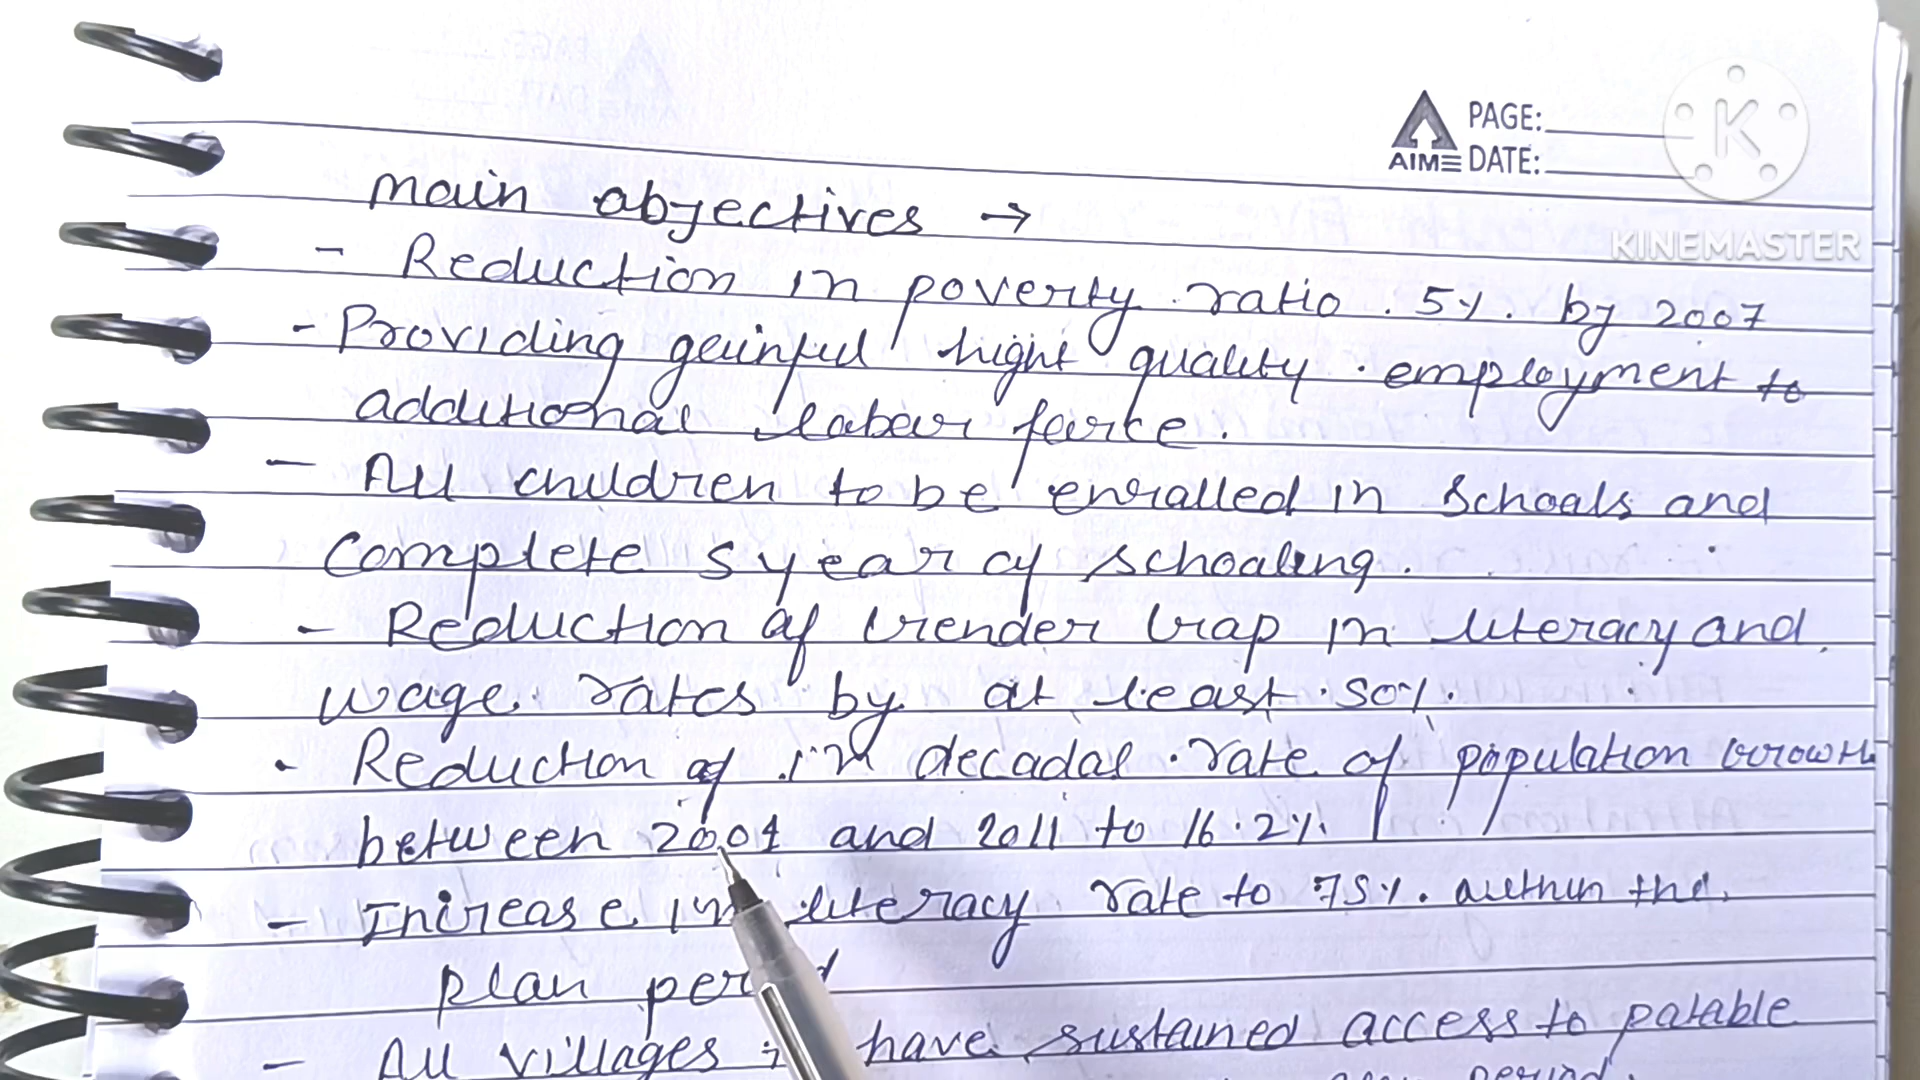 PAGE:
AIM DATE:
K
KINEMASTER
main objectives →
- Reduction in poverty ratio . 5%. by 2007
- Providing gainful hight quality employment to
additional labour force.
- All children to be enrolled in schools and
Complete 5 year of schooling.
- Reduction of Gender Gap in literacy and
wage rates by at least 50%.
- Reduction of in decadal rate of population Growth
between 2001 and 2011 to 16.2%.
- Increase in literacy rate to 75%. within the
plan
- All villages have sustained access to potable
period.